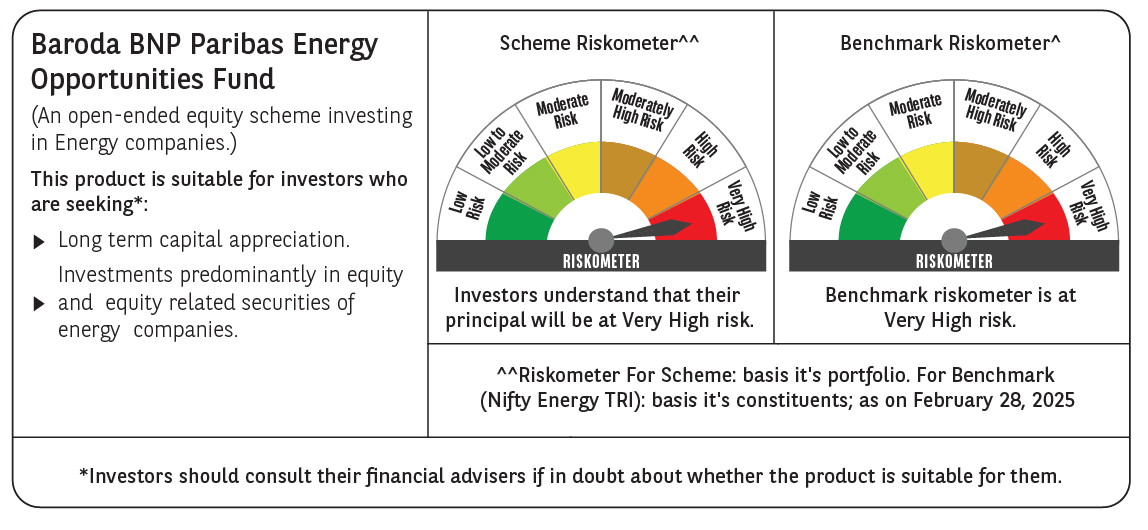 Baroda BNP Paribas Energy
Opportunities Fund
(An open-ended equity scheme investing
in Energy companies.)
This product is suitable for investors who
are seeking*:
Long term capital appreciation.
Investments predominantly in equity
and equity related securities of
energy companies.
Scheme Riskometer^^
Low
Risk
Low to
Moderate
Risk
Moderate
Risk
Moderately
High Risk
High
Risk
Very High
Risk
RISKOMETER
Investors understand that their
principal will be at Very High risk.
Benchmark Riskometer^
Low
Risk
Low to
Moderate
Risk
Moderate
Risk
Moderately
High Risk
High
Risk
Very High
Risk
RISKOMETER
Benchmark riskometer is at
Very High risk.
^^Riskometer For Scheme: basis it's portfolio. For Benchmark
(Nifty Energy TRI): basis it's constituents; as on February 28, 2025
*Investors should consult their financial advisers if in doubt about whether the product is suitable for them.